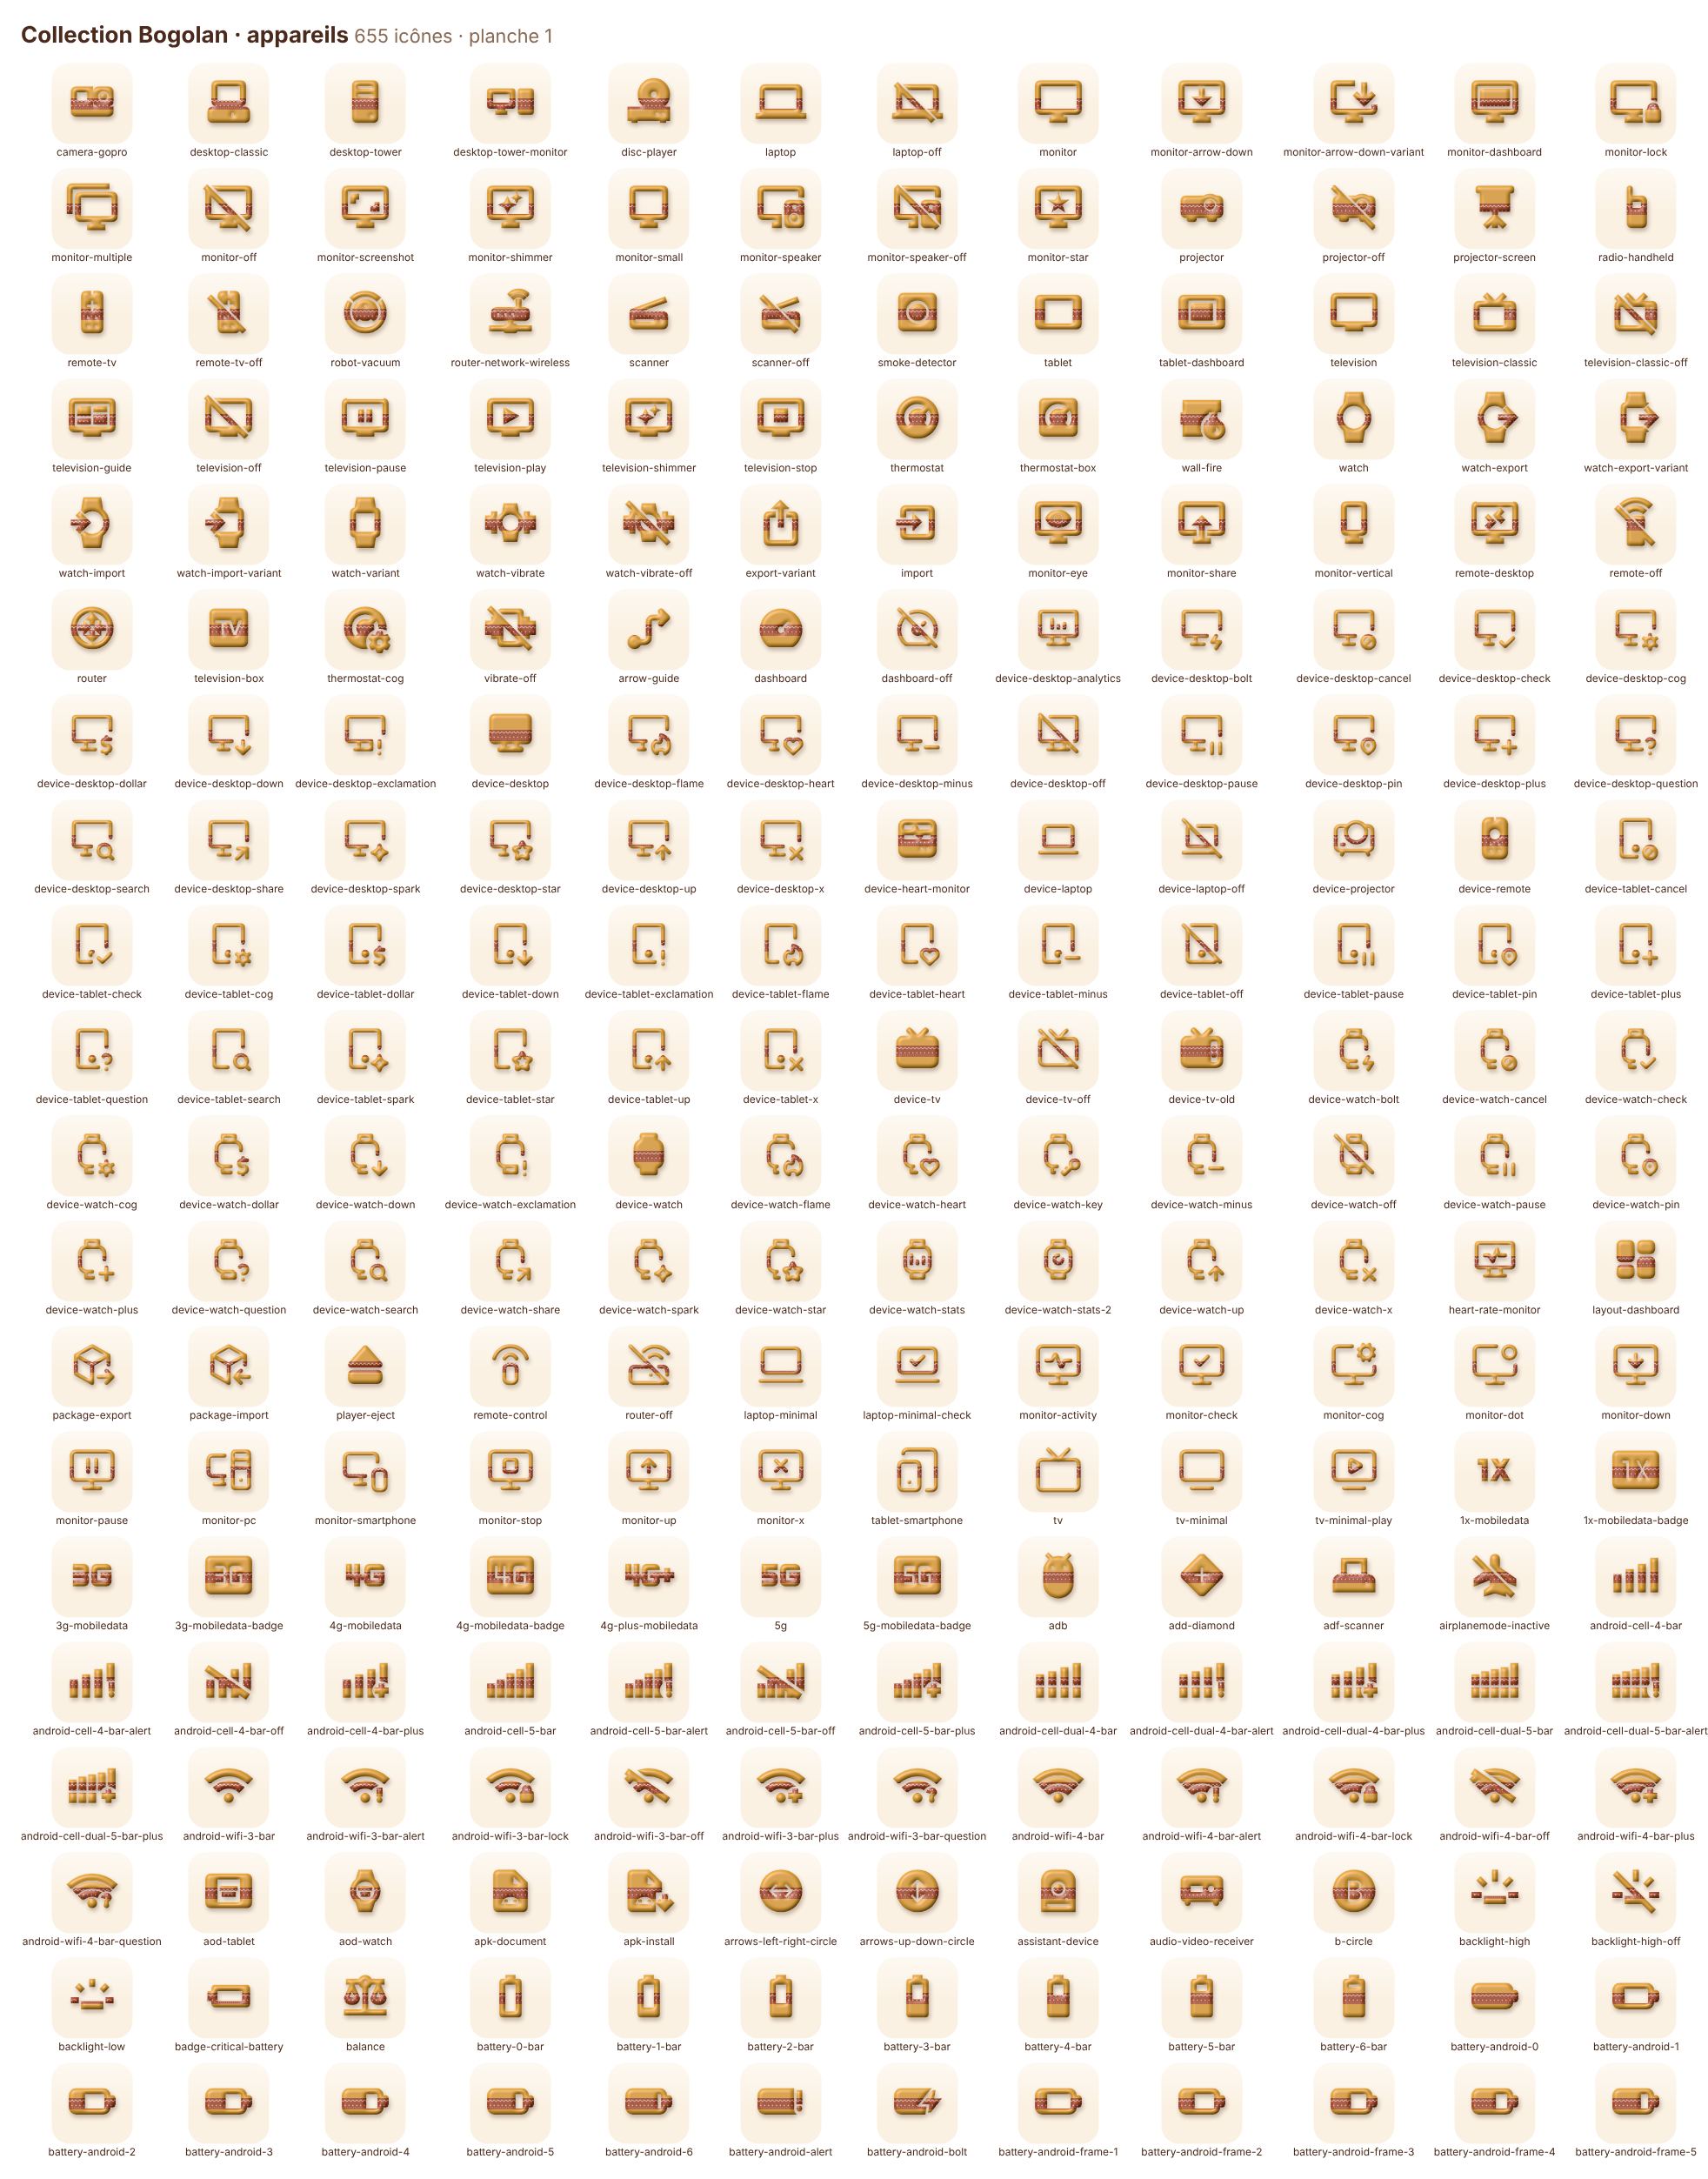 Collection Bogolan · appareils 655 icônes · planche 1
camera-gopro desktop-classic desktop-tower desktop-tower-monitor disc-player laptop laptop-off monitor monitor-arrow-down monitor-arrow-down-variant monitor-dashboard monitor-lock
monitor-multiple monitor-off monitor-screenshot monitor-shimmer monitor-small monitor-speaker monitor-speaker-off monitor-star projector projector-off projector-screen radio-handheld
remote-tv remote-tv-off robot-vacuum router-network-wireless scanner scanner-off smoke-detector tablet tablet-dashboard television television-classic television-classic-off
television-guide television-off television-pause television-play television-shimmer television-stop thermostat thermostat-box wall-fire watch watch-export watch-export-variant
watch-import watch-import-variant watch-variant watch-vibrate watch-vibrate-off export-variant import monitor-eye monitor-share monitor-vertical remote-desktop remote-off
TV
router television-box thermostat-cog vibrate-off arrow-guide dashboard dashboard-off device-desktop-analytics device-desktop-bolt device-desktop-cancel device-desktop-check device-desktop-cog
device-desktop-dollar device-desktop-down device-desktop-exclamation device-desktop device-desktop-flame device-desktop-heart device-desktop-minus device-desktop-off device-desktop-pause device-desktop-pin device-desktop-plus device-desktop-question
device-desktop-search device-desktop-share device-desktop-spark device-desktop-star device-desktop-up device-desktop-x device-heart-monitor device-laptop device-laptop-off device-projector device-remote device-tablet-cancel
device-tablet-check device-tablet-cog device-tablet-dollar device-tablet-down device-tablet-exclamation device-tablet-flame device-tablet-heart device-tablet-minus device-tablet-off device-tablet-pause device-tablet-pin device-tablet-plus
device-tablet-question device-tablet-search device-tablet-spark device-tablet-star device-tablet-up device-tablet-x device-tv device-tv-off device-tv-old device-watch-bolt device-watch-cancel device-watch-check
device-watch-cog device-watch-dollar device-watch-down device-watch-exclamation device-watch device-watch-flame device-watch-heart device-watch-key device-watch-minus device-watch-off device-watch-pause device-watch-pin
device-watch-plus device-watch-question device-watch-search device-watch-share device-watch-spark device-watch-star device-watch-stats device-watch-stats-2 device-watch-up device-watch-x heart-rate-monitor layout-dashboard
package-export package-import player-eject remote-control router-off laptop-minimal laptop-minimal-check monitor-activity monitor-check monitor-cog monitor-dot monitor-down
1X 1X
monitor-pause monitor-pc monitor-smartphone monitor-stop monitor-up monitor-x tablet-smartphone tv tv-minimal tv-minimal-play 1x-mobiledata 1x-mobiledata-badge
3G 3G 4G 4G 4G+ 5G 5G
3g-mobiledata 3g-mobiledata-badge 4g-mobiledata 4g-mobiledata-badge 4g-plus-mobiledata 5g 5g-mobiledata-badge adb add-diamond adf-scanner airplanemode-inactive android-cell-4-bar
android-cell-4-bar-alert android-cell-4-bar-off android-cell-4-bar-plus android-cell-5-bar android-cell-5-bar-alert android-cell-5-bar-off android-cell-5-bar-plus android-cell-dual-4-bar android-cell-dual-4-bar-alert android-cell-dual-4-bar-plus android-cell-dual-5-bar android-cell-dual-5-bar-alert
android-cell-dual-5-bar-plus android-wifi-3-bar android-wifi-3-bar-alert android-wifi-3-bar-lock android-wifi-3-bar-off android-wifi-3-bar-plus android-wifi-3-bar-question android-wifi-4-bar android-wifi-4-bar-alert android-wifi-4-bar-lock android-wifi-4-bar-off android-wifi-4-bar-plus
B
android-wifi-4-bar-question aod-tablet aod-watch apk-document apk-install arrows-left-right-circle arrows-up-down-circle assistant-device audio-video-receiver b-circle backlight-high backlight-high-off
backlight-low badge-critical-battery balance battery-0-bar battery-1-bar battery-2-bar battery-3-bar battery-4-bar battery-5-bar battery-6-bar battery-android-0 battery-android-1
battery-android-2 battery-android-3 battery-android-4 battery-android-5 battery-android-6 battery-android-alert battery-android-bolt battery-android-frame-1 battery-android-frame-2 battery-android-frame-3 battery-android-frame-4 battery-android-frame-5